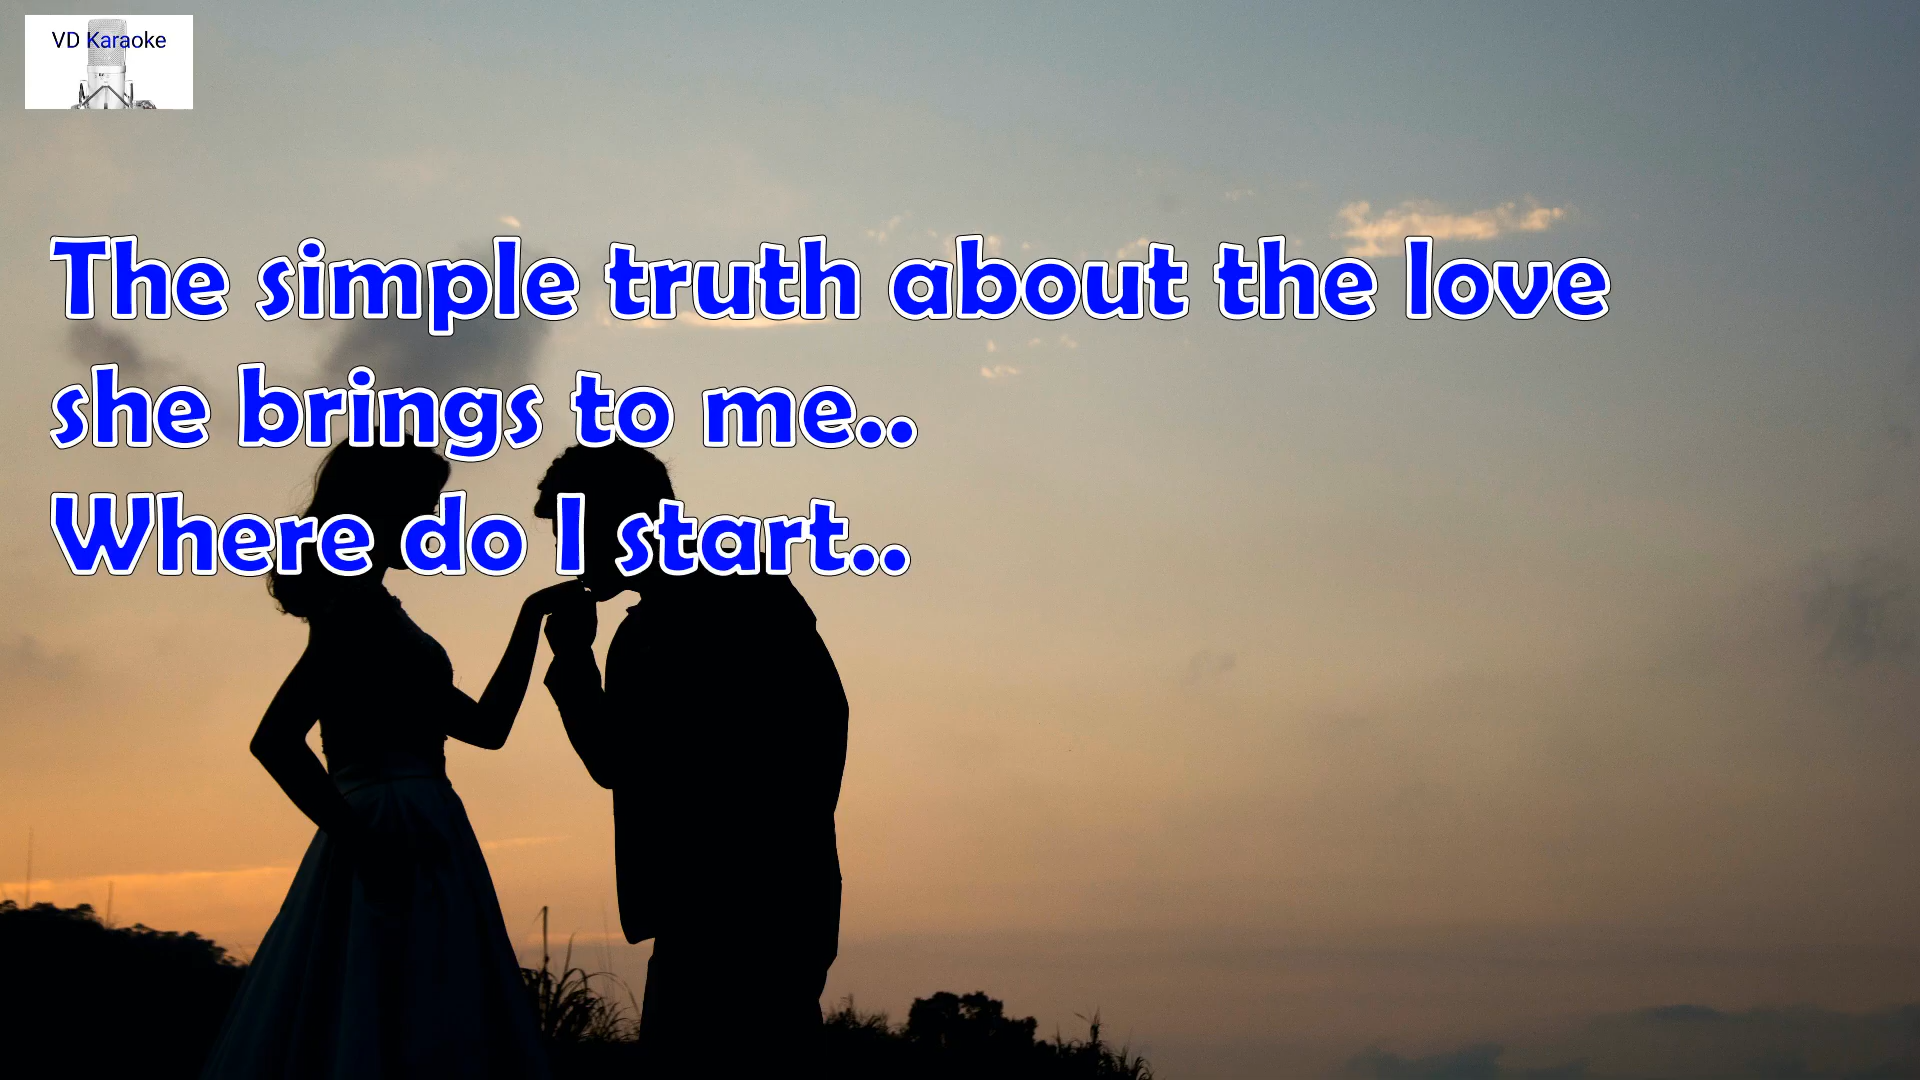 VD Karaoke
The simple truth about the love
she brings to me..
Where do I start..